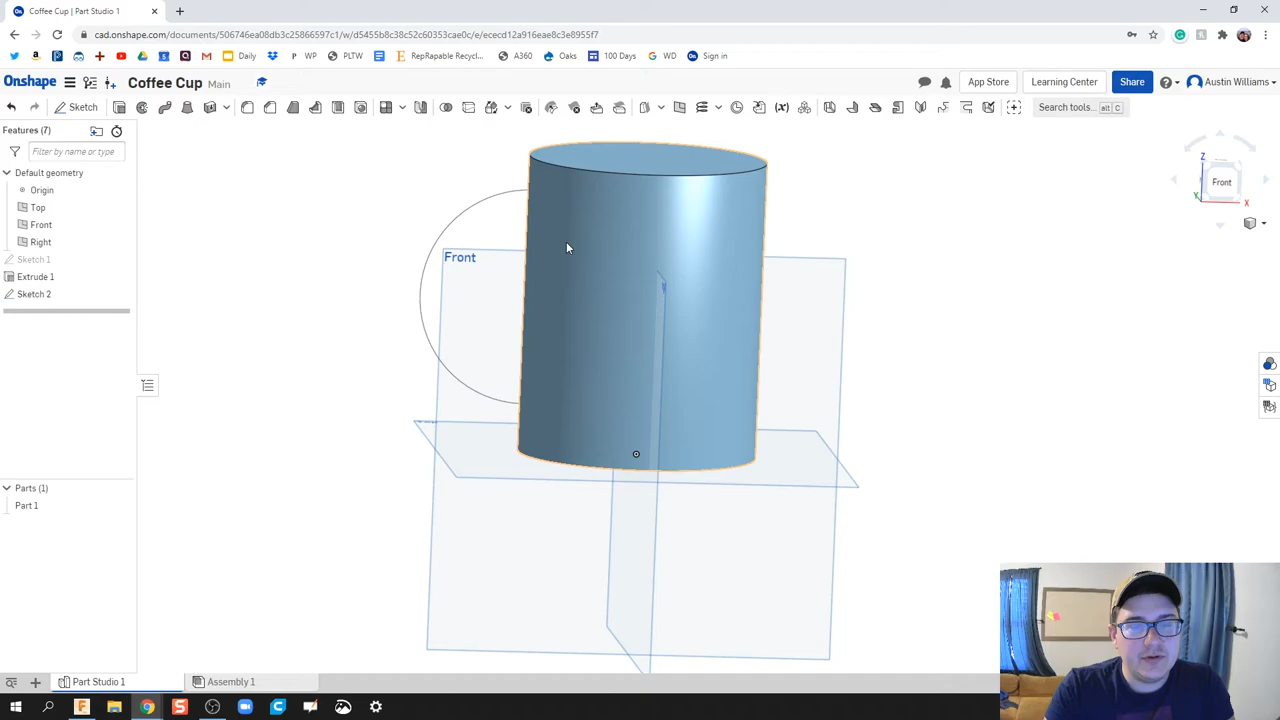 Coffee Cup | Part Studio 1
cad.onshape.com/documents/506746ea08db3c25866597c1/w/d5455b8c38c52c60353cae0c/e/ececd12a916eae8c3e8955f7
Daily
WP
PLTW
RepRapable Recycl...
A360
Oaks
100 Days
WD
Sign in
Onshape
Coffee Cup Main
App Store
Learning Center
Share
Austin Williams
Sketch
Search tools... alt C
Features (7)
Filter by name or type
Default geometry
Origin
Top
Front
Right
Sketch 1
Extrude 1
Sketch 2
Parts (1)
Part 1
Front
Z
Front
Y
X
Part Studio 1
Assembly 1